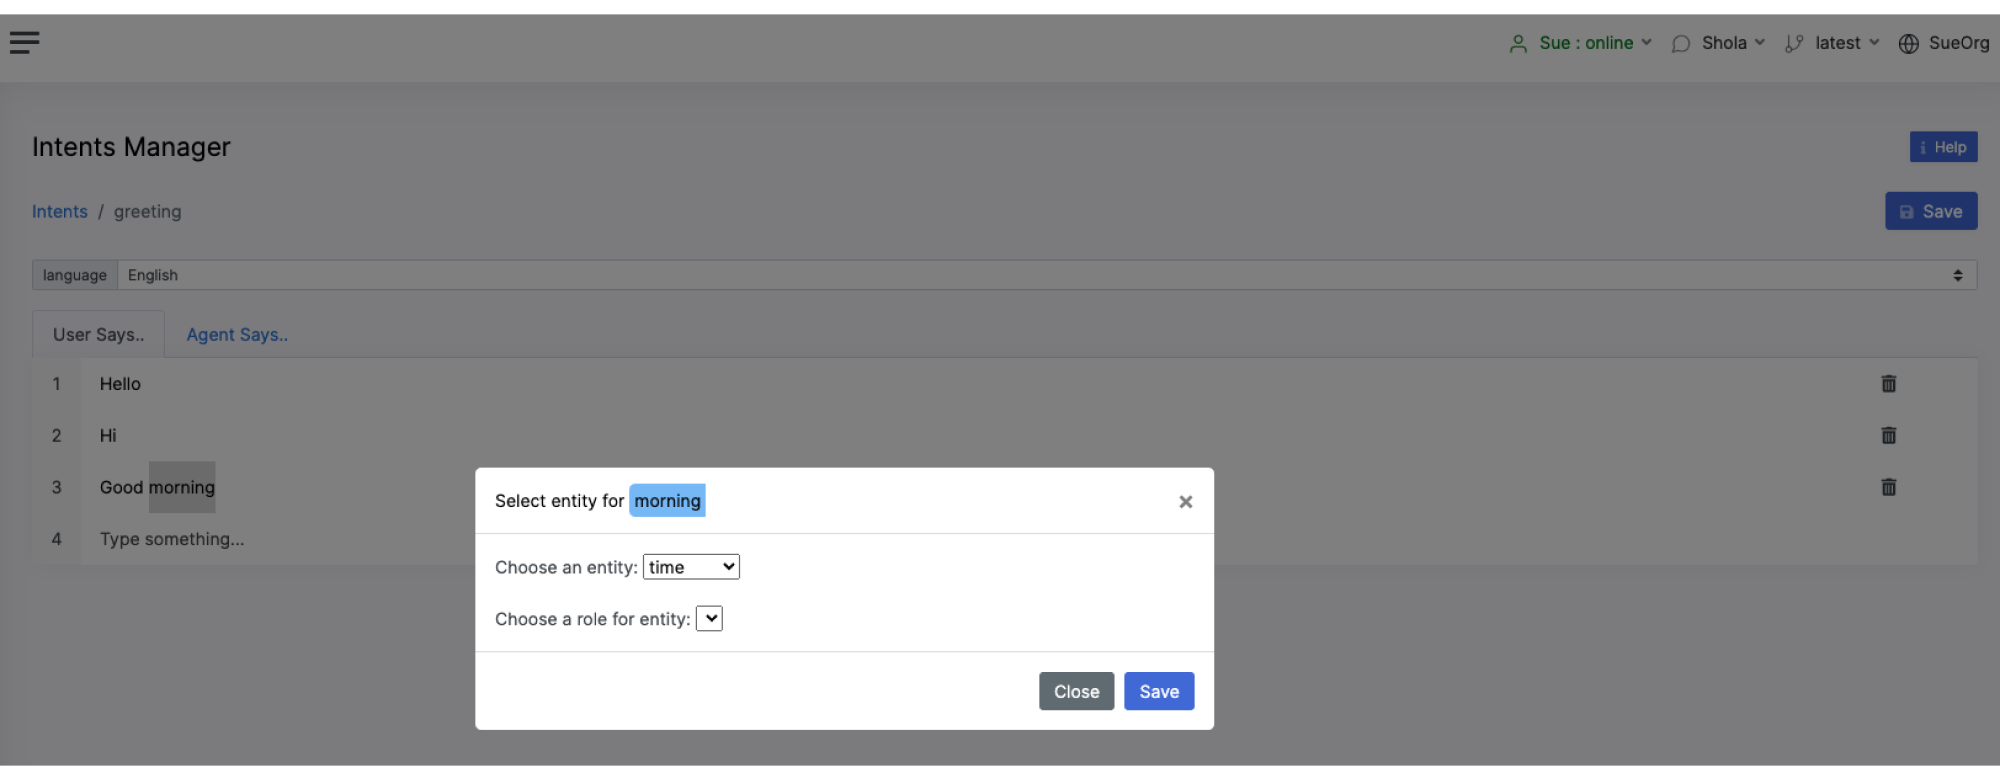 Sue : online Shola latest SueOrg
Intents Manager
Help
Intents / greeting
Save
language English
User Says.. Agent Says..
1 Hello
2 Hi
3 Good morning
4 Type something...
Select entity for morning ×
Choose an entity: time
Choose a role for entity:
Close Save